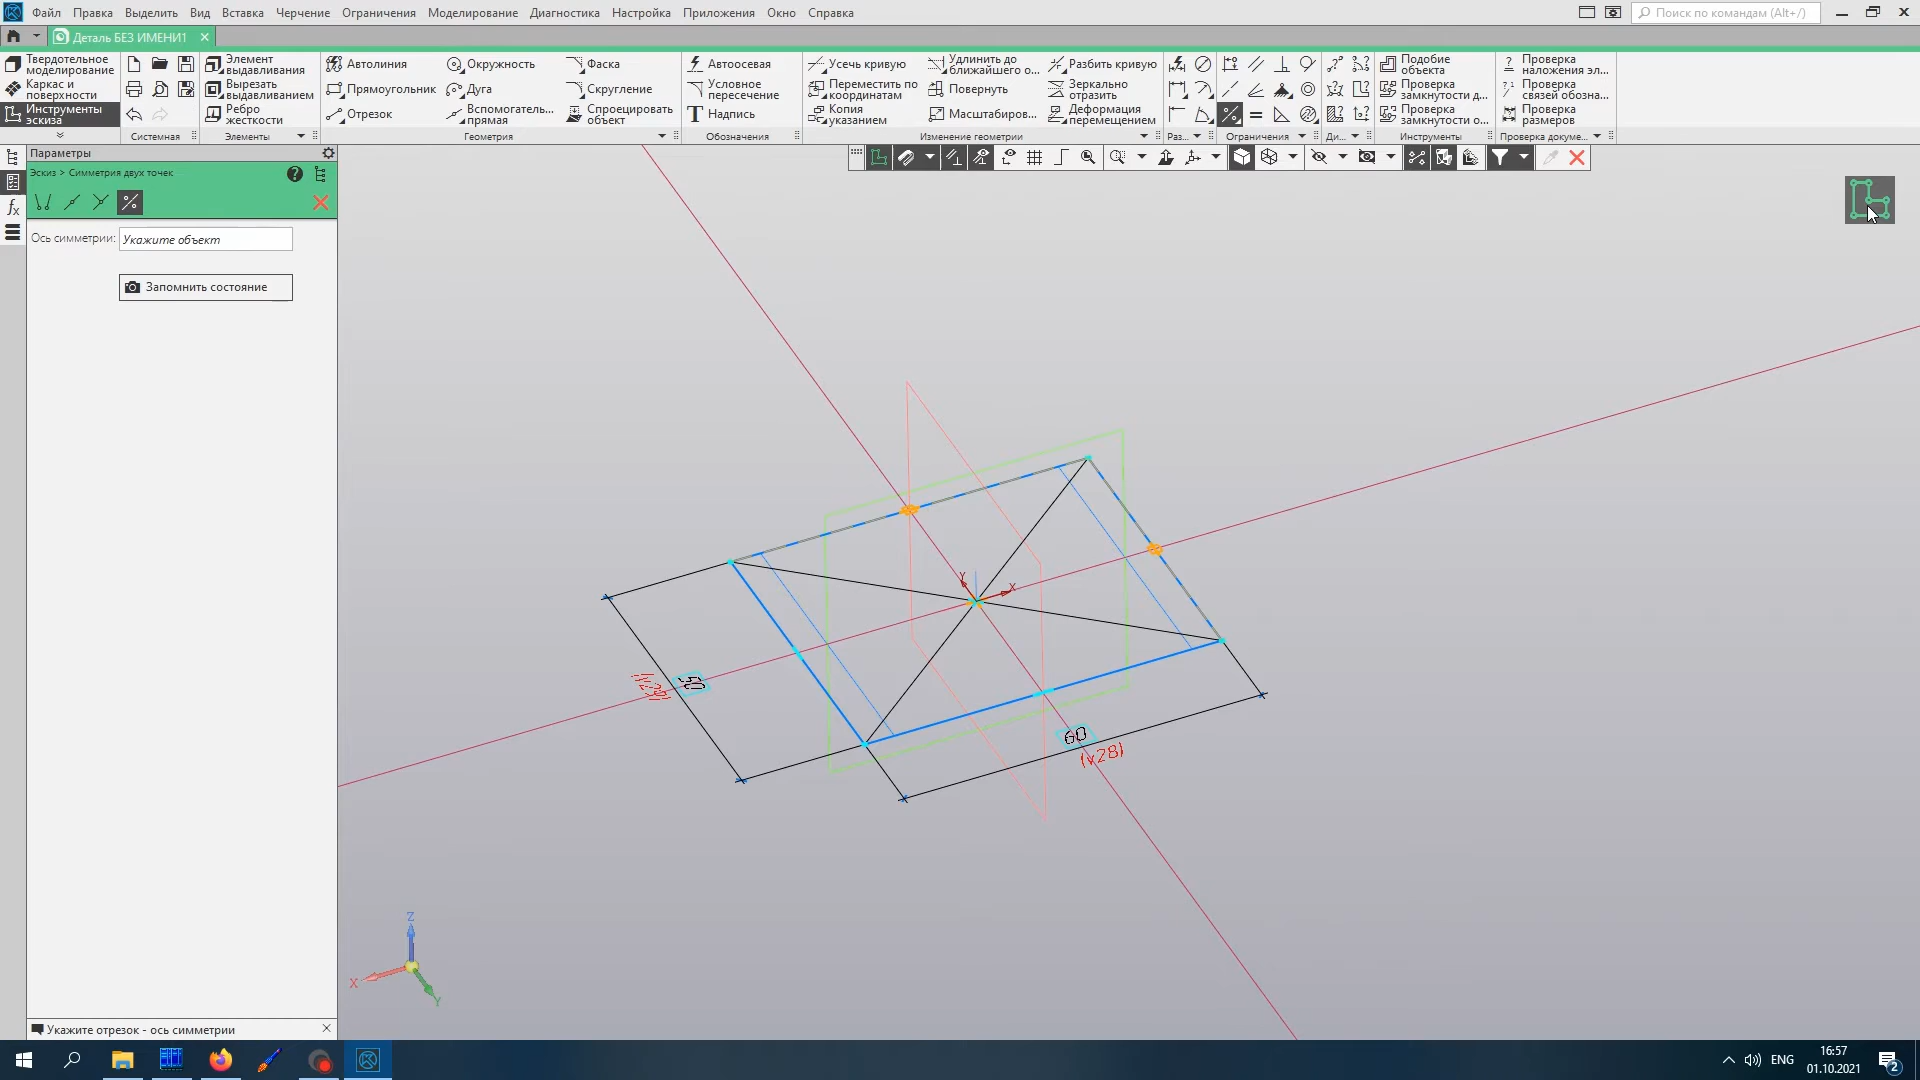 Файл Правка Выделить Вид Вставка Черчение Ограничения Моделирование Диагностика Настройка Приложения Окно Справка
Поиск по командам (Alt+/)
Деталь БЕЗ ИМЕНИ1
Твердотельное моделирование
Каркас и поверхности
Инструменты эскиза
Системная
Элемент выдавливания
Вырезать выдавливанием
Ребро жесткости
Элементы
Автолиния
Прямоугольник
Отрезок
Окружность
Дуга
Вспомогатель... прямая
Фаска
Скругление
Спроецировать объект
Геометрия
Автоосевая
Условное пересечение
Надпись
Обозначения
Усечь кривую
Переместить по координатам
Копия указанием
Удлинить до ближайшего о...
Повернуть
Масштабиров...
Разбить кривую
Зеркально отразить
Деформация перемещением
Изменение геометрии
Раз...
Ограничения
Ди...
Подобие объекта
Проверка замкнутости д...
Проверка замкнутости о...
Инструменты
Проверка наложения эл...
Проверка связей обозна...
Проверка размеров
Проверка докуме...
Параметры
Эскиз > Симметрия двух точек
Ось симметрии: Укажите объект
Запомнить состояние
Y
X
50
60
(v28)
Z
X
Y
Укажите отрезок - ось симметрии
ENG
16:57
01.10.2021
2